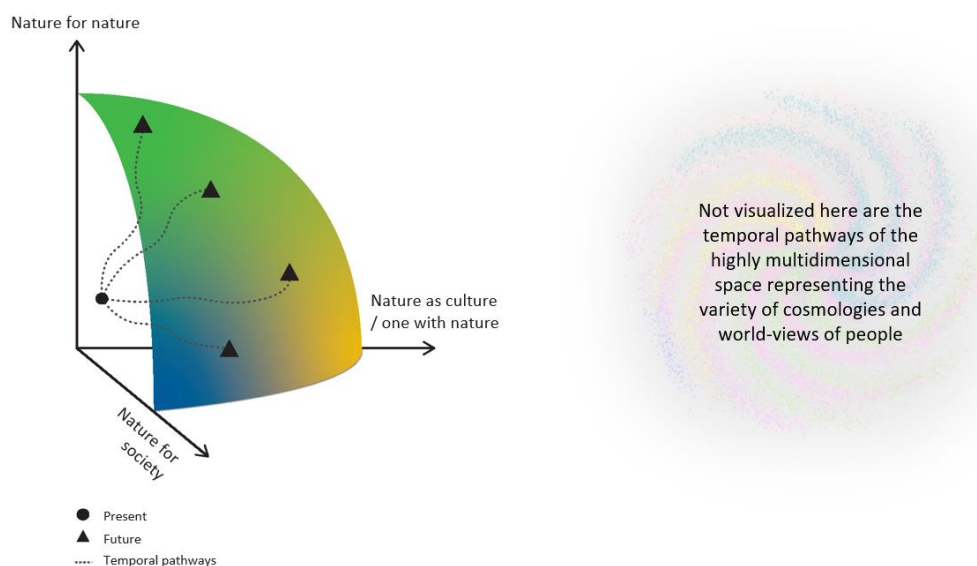 Nature for nature
Nature as culture
/ one with nature
Nature for
society
Present
Future
Temporal pathways
Not visualized here are the
temporal pathways of the
highly multidimensional
space representing the
variety of cosmologies and
world-views of people